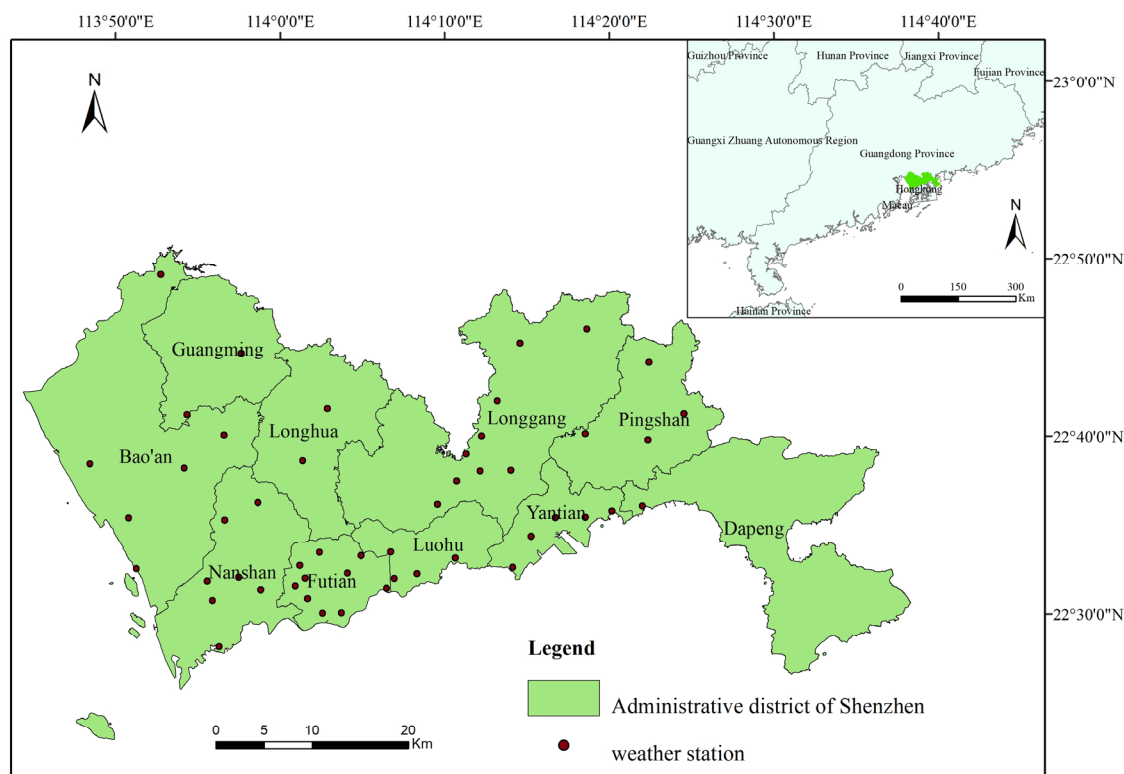 113°50'0"E 114°0'0"E 114°10'0"E 114°20'0"E 114°30'0"E 114°40'0"E
N
Guizhou Province Hunan Province Jiangxi Province
Fujian Province
23°0'0"N
Guangxi Zhuang Autonomous Region
Guangdong Province
Hongkong
Macau
N
22°50'0"N
0 150 300
Km
Hainan Province
Guangming
Longgang
Pingshan
Longhua
22°40'0"N
Bao'an
Yantian
Dapeng
Luohu
Nanshan
Futian
22°30'0"N
Legend
Administrative district of Shenzhen
0 5 10 20
Km
weather station